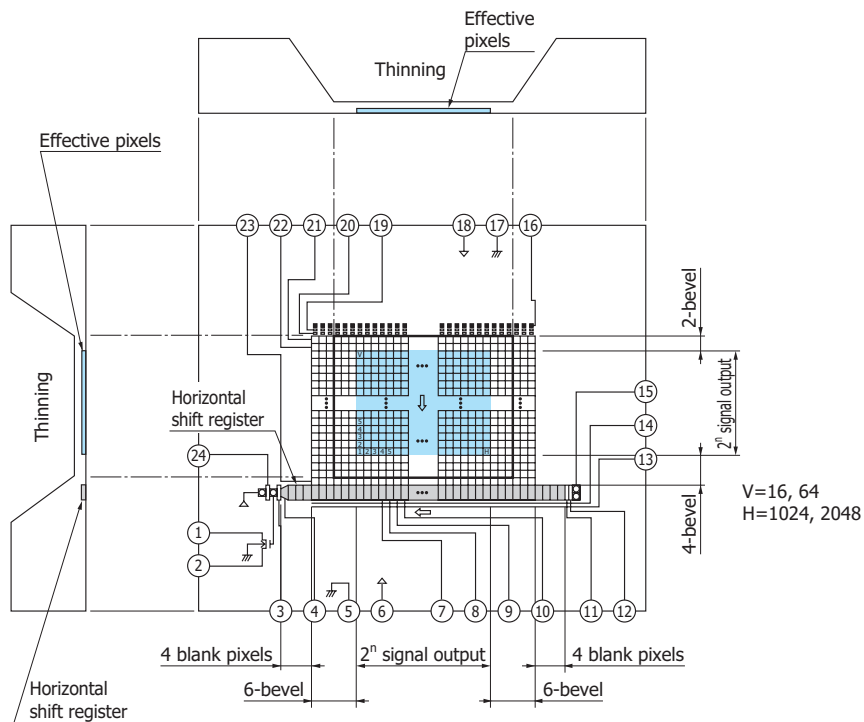 Effective
pixels
Thinning
Effective pixels
23 22 21 20 19 18 17 16
2-bevel
Thinning
V
Horizontal
shift register
2ⁿ signal output
15
14
13
24
5
4
3
2
1 2 3 4 5 H
V=16, 64
H=1024, 2048
4-bevel
1
2
3 4 5 6 7 8 9 10 11 12
4 blank pixels 2ⁿ signal output 4 blank pixels
6-bevel 6-bevel
Horizontal
shift register